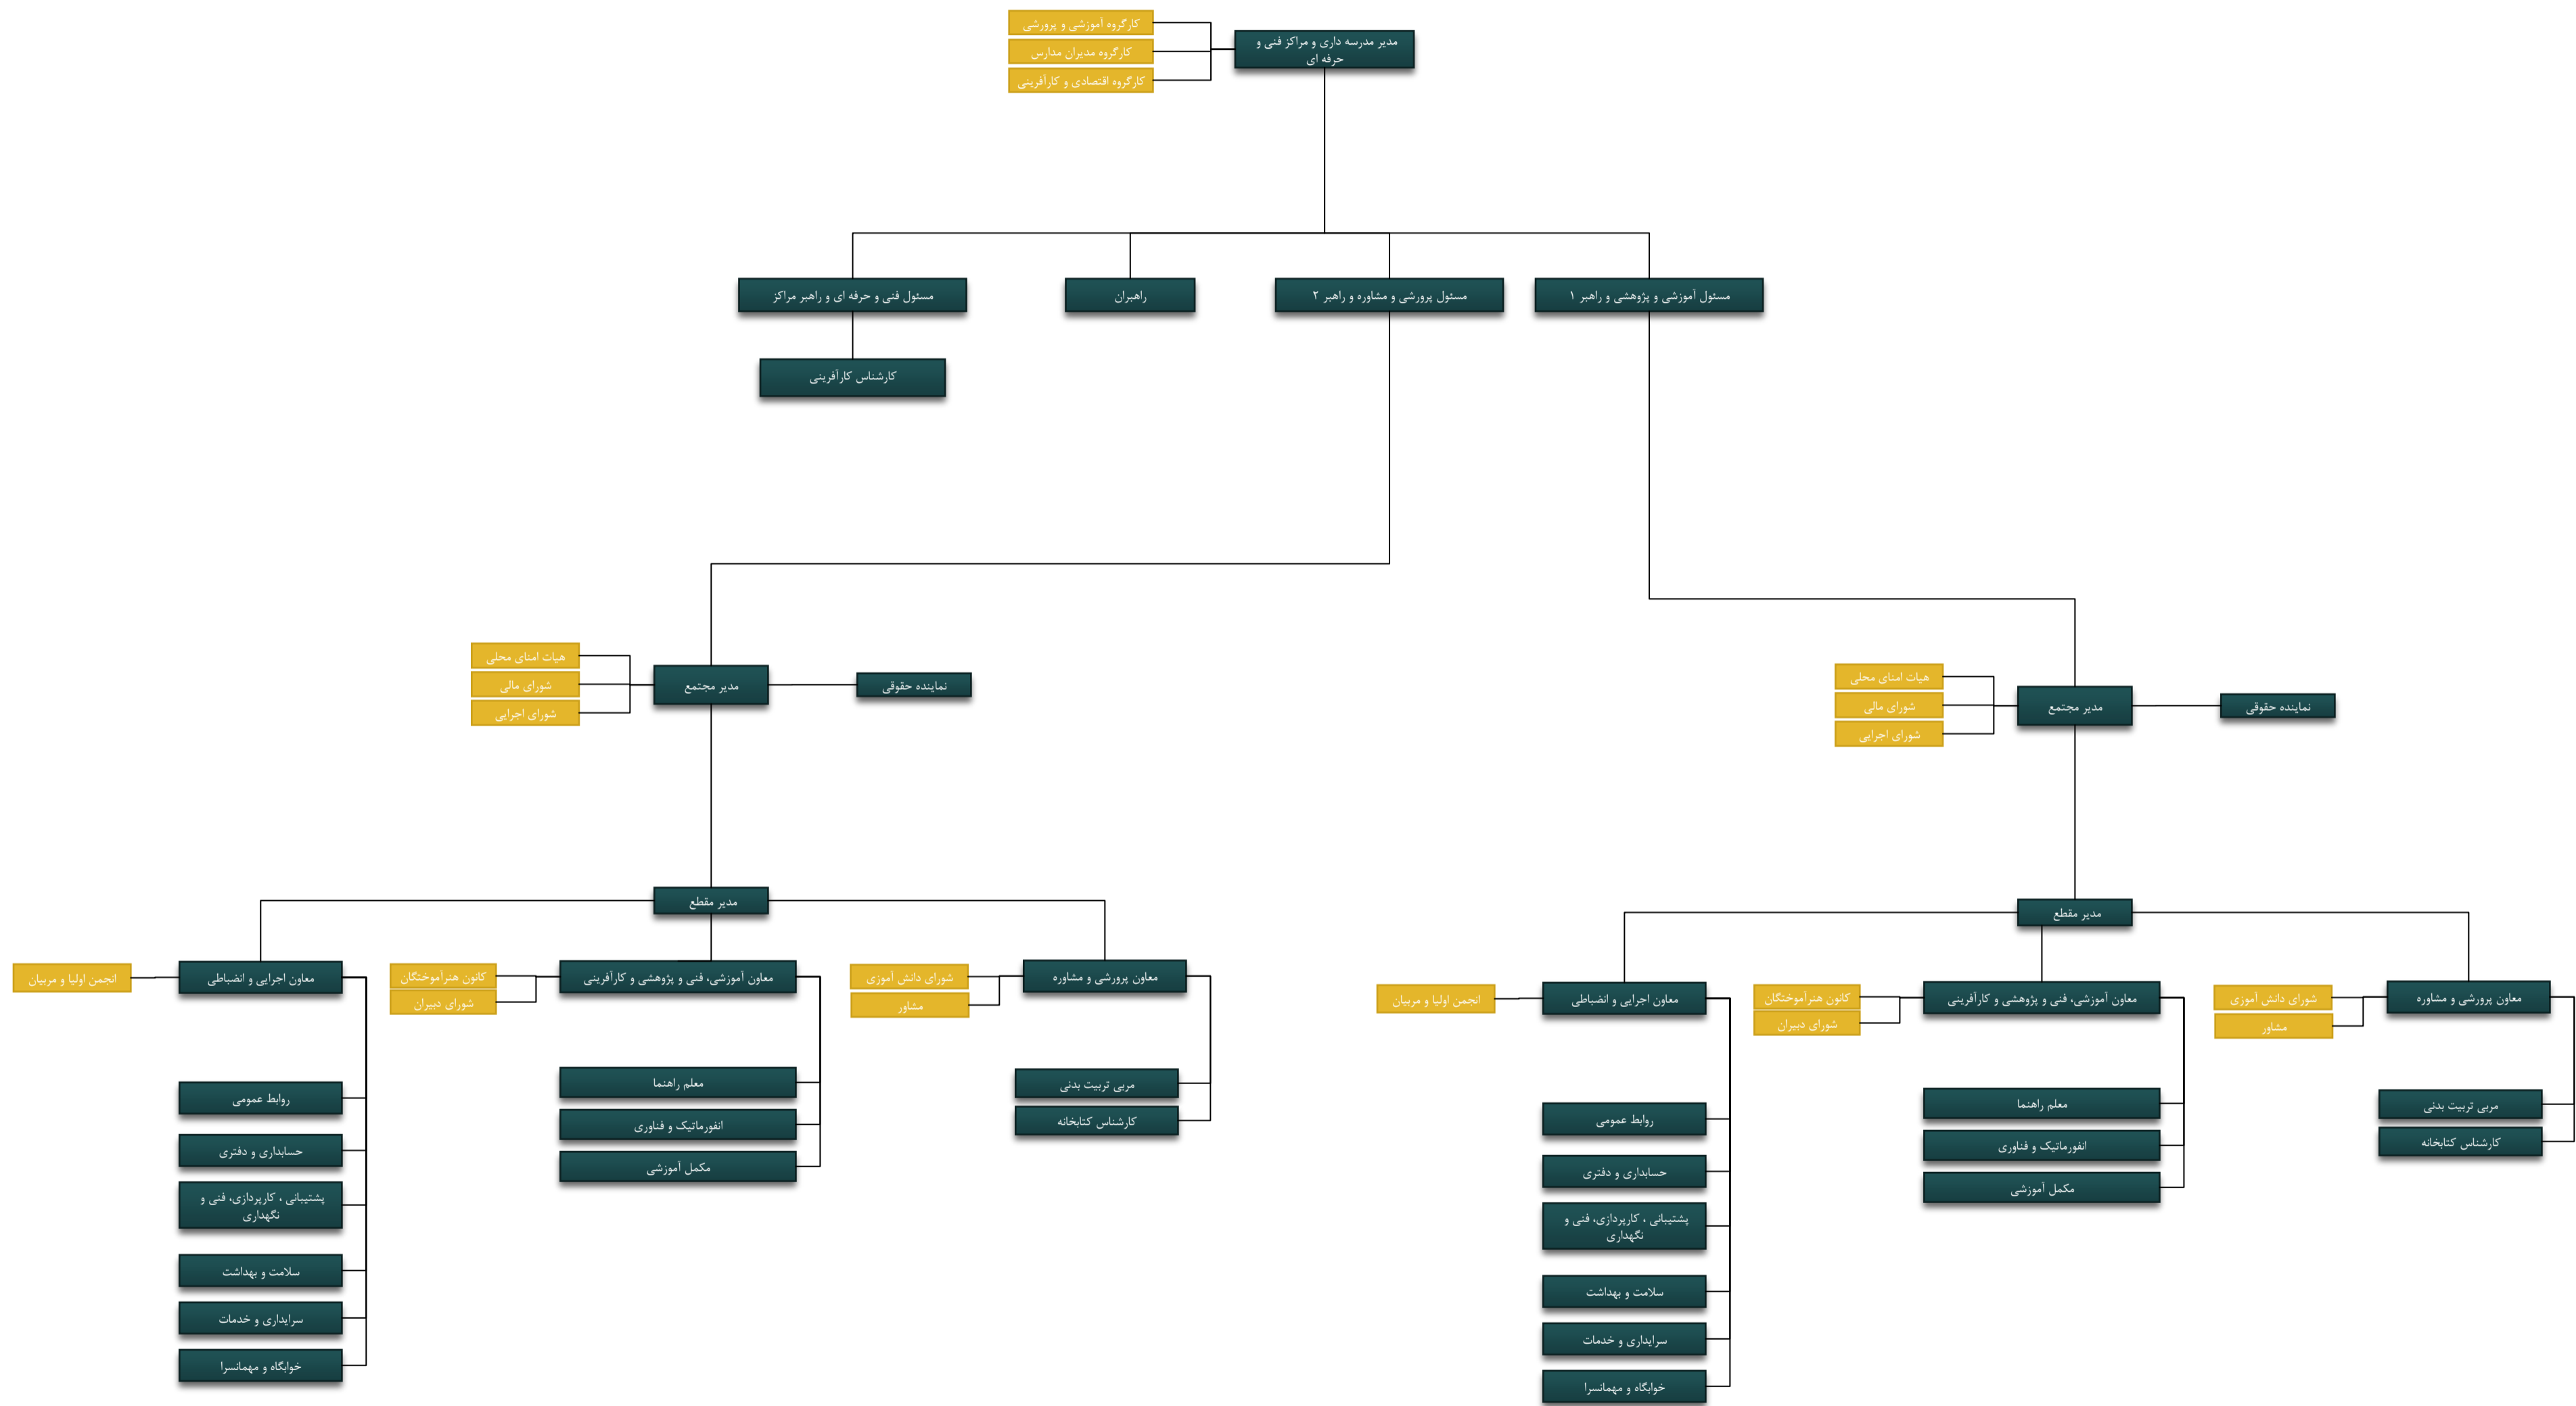 کارگروه آموزشی و پرورشی
کارگروه مدیران مدارس
کارگروه اقتصادی و کارآفرینی
مدیر مدرسه داری و مراکز فنی و
حرفه ای
مسئول آموزشی و پژوهشی و راهبر ۱
مسئول پرورشی و مشاوره و راهبر ۲
راهبران
مسئول فنی و حرفه ای و راهبر مراکز
کارشناس کارآفرینی
نماینده حقوقی
مدیر مجتمع
هیات امنای محلی
شورای مالی
شورای اجرایی
مدیر مقطع
معاون پرورشی و مشاوره
شورای دانش آموزی
مشاور
مربی تربیت بدنی
کارشناس کتابخانه
معاون آموزشی، فنی و پژوهشی و کارآفرینی
کانون هنرآموختگان
شورای دبیران
معلم راهنما
انفورماتیک و فناوری
مکمل آموزشی
معاون اجرایی و انضباطی
انجمن اولیا و مربیان
روابط عمومی
حسابداری و دفتری
پشتیبانی ، کارپردازی، فنی و
نگهداری
سلامت و بهداشت
سرایداری و خدمات
خوابگاه و مهمانسرا
نماینده حقوقی
مدیر مجتمع
هیات امنای محلی
شورای مالی
شورای اجرایی
مدیر مقطع
معاون پرورشی و مشاوره
شورای دانش آموزی
مشاور
مربی تربیت بدنی
کارشناس کتابخانه
معاون آموزشی، فنی و پژوهشی و کارآفرینی
کانون هنرآموختگان
شورای دبیران
معلم راهنما
انفورماتیک و فناوری
مکمل آموزشی
معاون اجرایی و انضباطی
انجمن اولیا و مربیان
روابط عمومی
حسابداری و دفتری
پشتیبانی ، کارپردازی، فنی و
نگهداری
سلامت و بهداشت
سرایداری و خدمات
خوابگاه و مهمانسرا